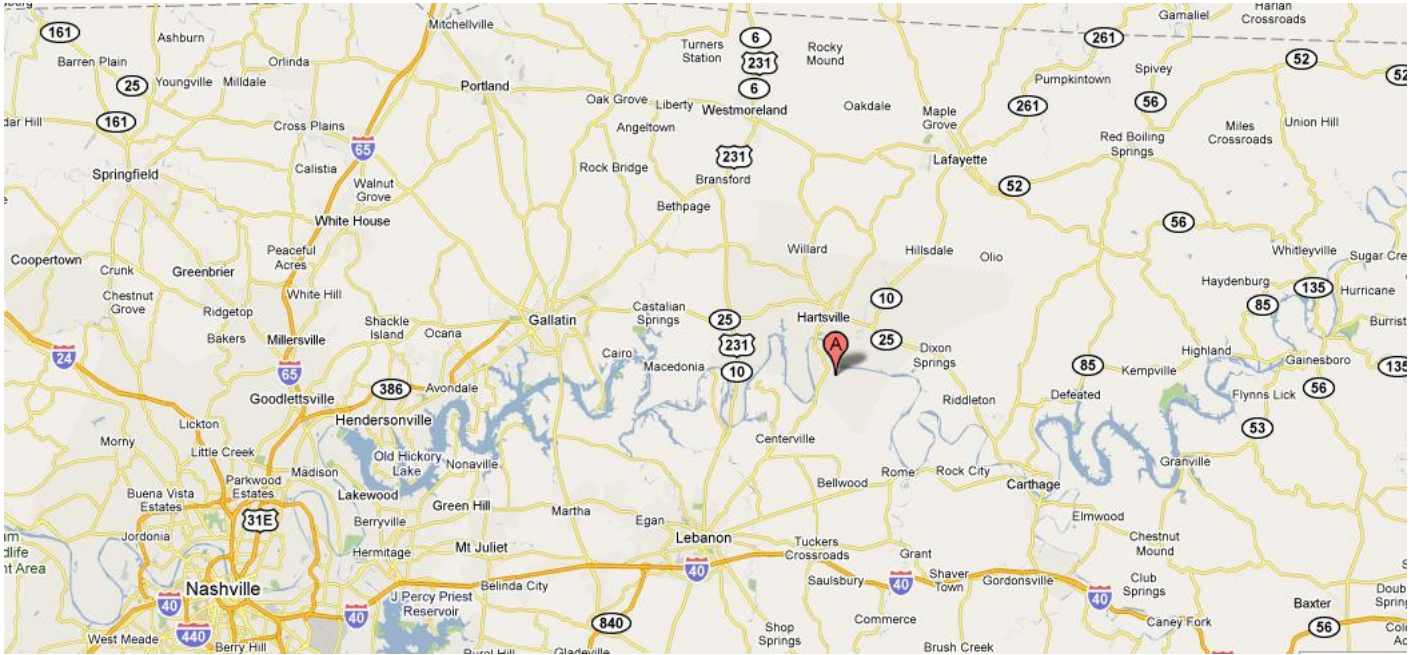 161
Ashburn
Barren Plain
Orlinda
25
Youngville
Milldale
161
Cross Plains
Springfield
Calistia
65
Walnut
Grove
White House
Mitchellville
Portland
Turners
Station
6
231
6
Rocky
Mound
Oak Grove
Liberty
Westmoreland
Angeltown
Oakdale
Rock Bridge
231
Bransford
Bethpage
Maple
Grove
Lafayette
52
261
Pumpkintown
261
Gamaliel
Harlan
Crossroads
Spivey
56
52
52
Red Boiling
Springs
Miles
Crossroads
Union Hill
56
Coopertown
Crunk
Greenbrier
Peaceful
Acres
Chestnut
Grove
Ridgetop
White Hill
Bakers
Millersville
24
65
Goodlettsville
Shackle
Island
Ocana
386
Avondale
Hendersonville
Gallatin
Castalian
Springs
25
231
10
Cairo
Macedonia
Willard
Hartsville
A
Hillsdale
Olio
10
25
Dixon
Springs
Riddleton
85
Kempville
Defeated
Whitleyville
Sugar Cre
Haydenburg
135
85
Hurricane
Burrist
Highland
Gainesboro
135
56
Flynns Lick
53
Granville
Lickton
Morny
Little Creek
Madison
Old Hickory
Lake
Nonaville
Buena Vista
Estates
Parkwood
Estates
Lakewood
Green Hill
31E
Berryville
Jordonia
Hermitage
Mt Juliet
Martha
Egan
Lebanon
Centerville
Bellwood
Rome
Rock City
Carthage
Elmwood
Chestnut
Mound
Tuckers
Crossroads
Grant
40
Saulsbury
40
Shaver
Town
Gordonsville
40
Club
Springs
Commerce
Shop
Springs
Brush Creek
Caney Fork
Baxter
56
Nashville
40
440
West Meade
Berry Hill
40
J Percy Priest
Reservoir
Belinda City
840
Gladeville